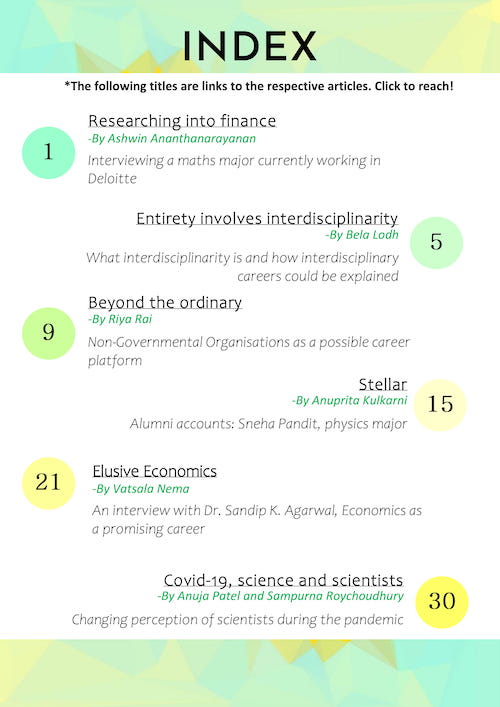 INDEX
*The following titles are links to the respective articles. Click to reach!
1
Researching into finance
-By Ashwin Ananthanarayanan
Interviewing a maths major currently working in
Deloitte
Entirety involves interdisciplinarity
-By Bela Lodh
5
What interdisciplinarity is and how interdisciplinary
careers could be explained
9
Beyond the ordinary
-By Riya Rai
Non-Governmental Organisations as a possible career
platform
Stellar
-By Anuprita Kulkarni
15
Alumni accounts: Sneha Pandit, physics major
21
Elusive Economics
-By Vatsala Nema
An interview with Dr. Sandip K. Agarwal, Economics as
a promising career
Covid-19, science and scientists
-By Anuja Patel and Sampurna Roychoudhury
30
Changing perception of scientists during the pandemic